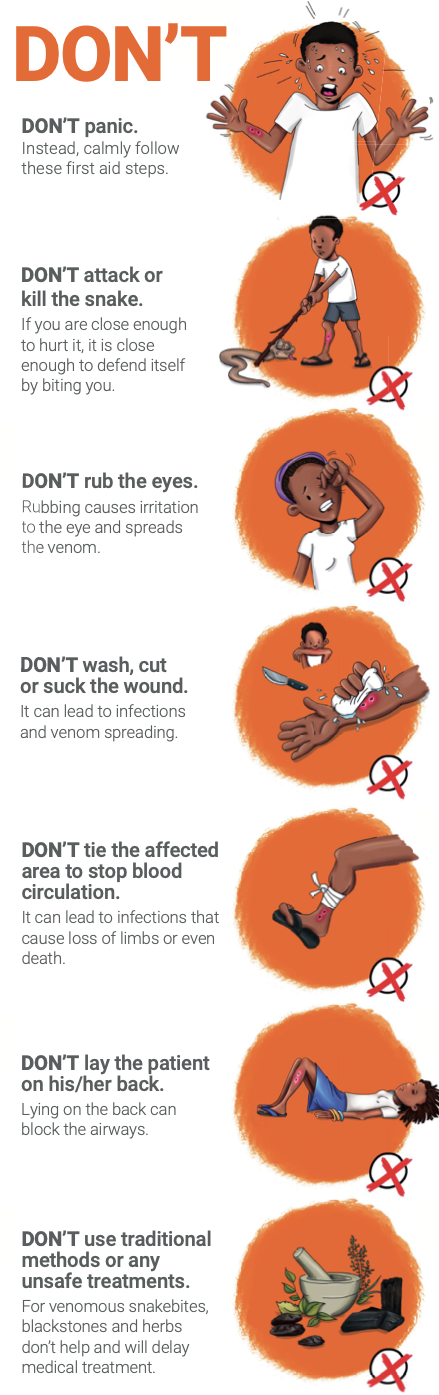 DON'T
DON'T panic.
Instead, calmly follow
these first aid steps.
DON'T attack or
kill the snake.
If you are close enough
to hurt it, it is close
enough to defend itself
by biting you.
DON'T rub the eyes.
Rubbing causes irritation
to the eye and spreads
the venom.
DON'T wash, cut
or suck the wound.
It can lead to infections
and venom spreading.
DON'T tie the affected
area to stop blood
circulation.
It can lead to infections that
cause loss of limbs or even
death.
DON'T lay the patient
on his/her back.
Lying on the back can
block the airways.
DON'T use traditional
methods or any
unsafe treatments.
For venomous snakebites,
blackstones and herbs
don't help and will delay
medical treatment.